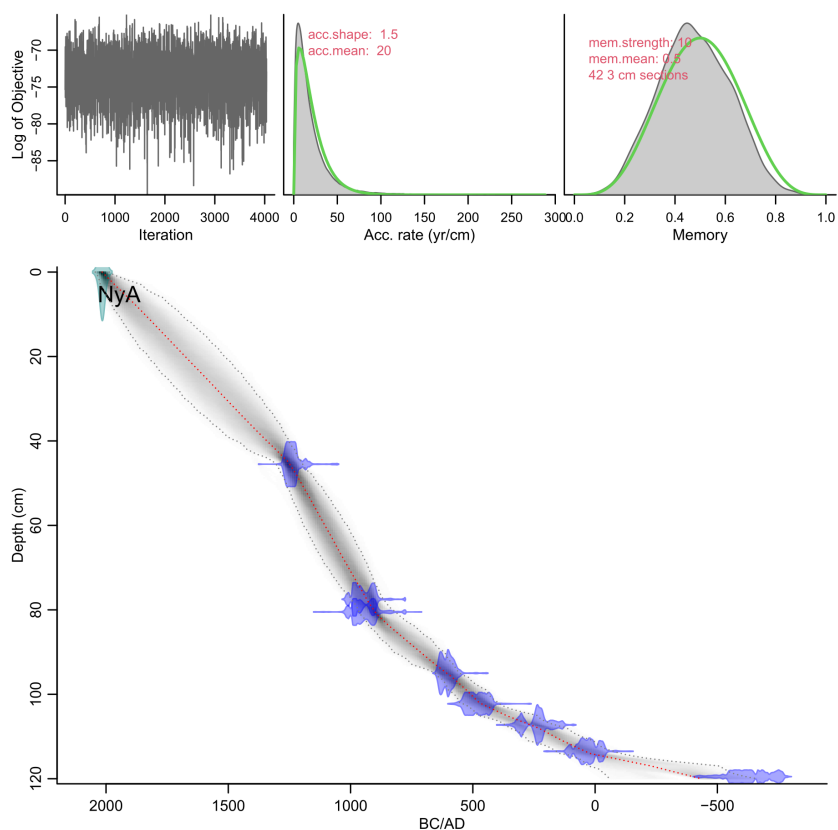 Log of Objective
−70
−75
−80
−85
0 1000 2000 3000 4000
Iteration
acc.shape: 1.5
acc.mean: 20
0 50 100 150 200 250 300
Acc. rate (yr/cm)
mem.strength: 10
mem.mean: 0.5
42 3 cm sections
0.0 0.2 0.4 0.6 0.8 1.0
Memory
NyA
Depth (cm)
0
20
40
60
80
100
120
2000 1500 1000 500 0 −500
BC/AD